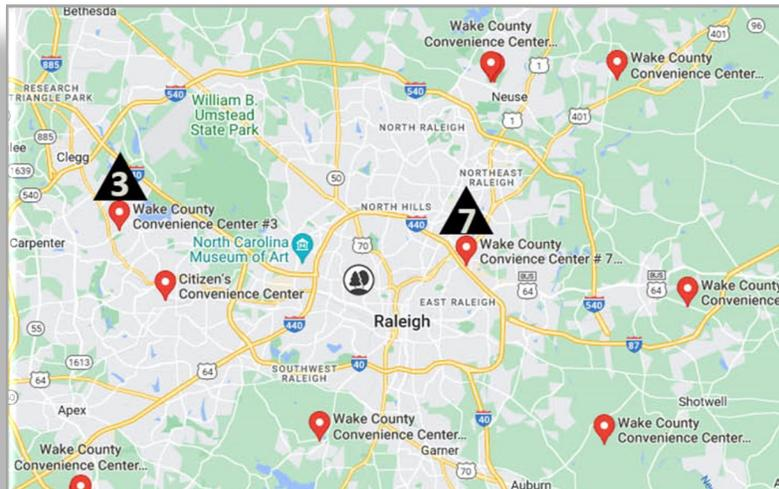 Bethesda
Wake County
Convenience Center...
401
96
885
1
Wake County
Convenience Center...
RESEARCH
TRIANGLE PARK
540
540
Neuse
William B.
Umstead
State Park
1
401
NORTH RALEIGH
885
lee
Clegg
1639
3
40
NORTHEAST
RALEIGH
50
540
7
NORTH HILLS
440
Wake County
Convenience Center #3
Carpenter
North Carolina
Museum of Art
70
Wake County
Convience Center # 7...
BUS
64
BUS
64
Citizen's
Convenience Center
Wake County
Convenience
EAST RALEIGH
540
Raleigh
440
55
87
1613
64
64
SOUTHWEST
RALEIGH
40
Apex
Shotwell
Wake County
Convenience Center...
40
Wake County
Convenience Center...
Garner
Wake County
Convenience Center...
70
Auburn